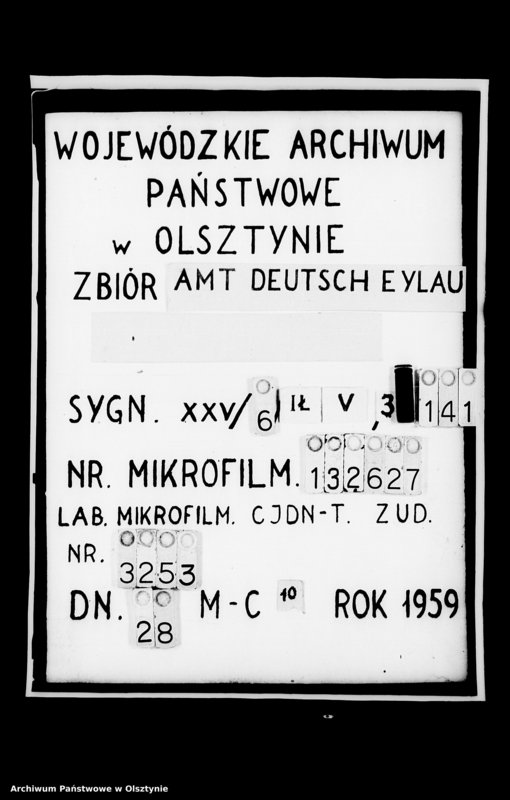 WOJEWÓDZKIE ARCHIWUM
PAŃSTWOWE
w OLSZTYNIE
ZBIÓR AMT DEUTSCH EYLAU
SYGN. XXV/6 IŁ V, 3 141
NR. MIKROFILM. 132627
LAB. MIKROFILM. CJDN-T. ZUD.
NR. 3253
DN. 28 M-C 10 ROK 1959
Archiwum Państwowe w Olsztynie